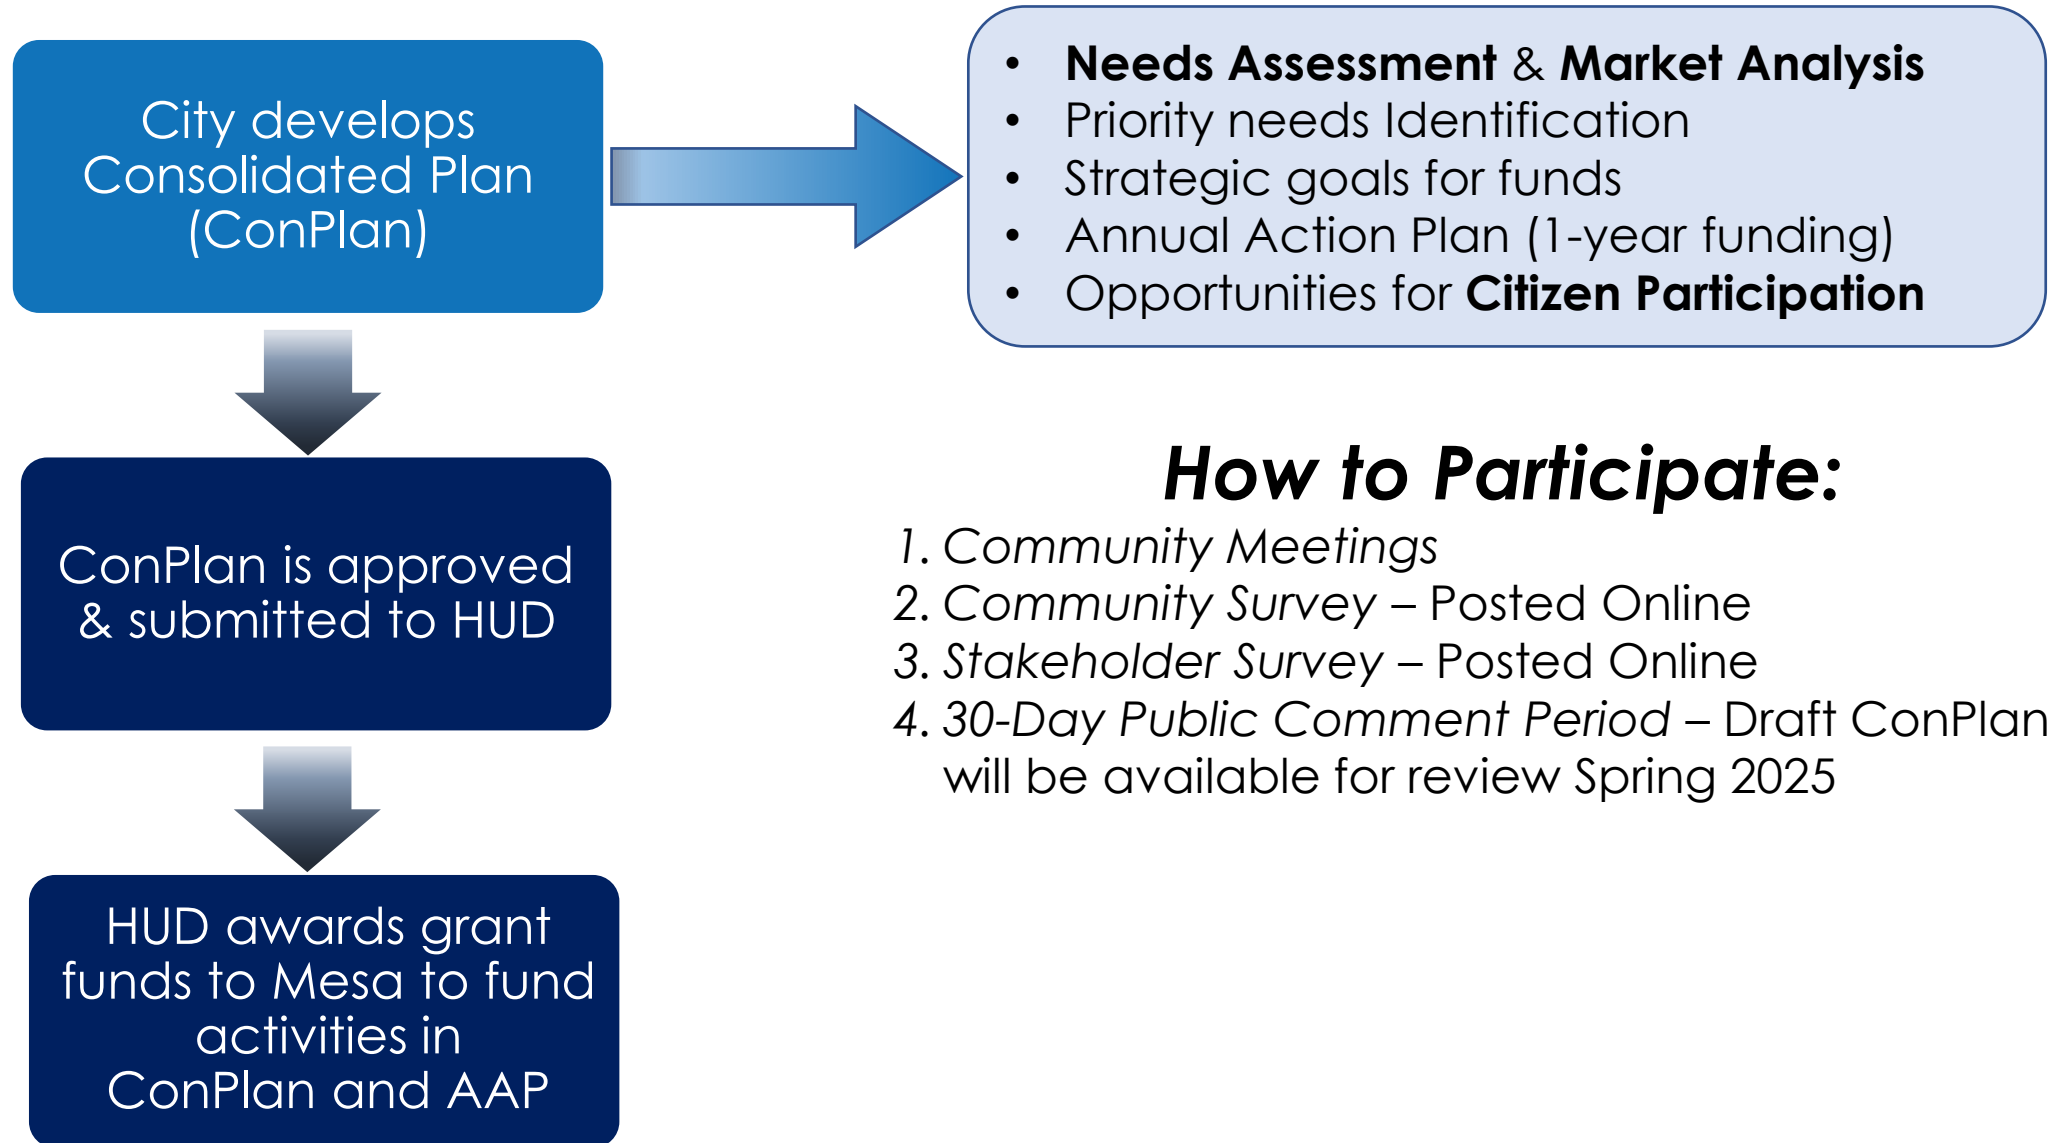 City develops
Consolidated Plan
(ConPlan)
• Needs Assessment & Market Analysis
• Priority needs Identification
• Strategic goals for funds
• Annual Action Plan (1-year funding)
• Opportunities for Citizen Participation
ConPlan is approved
& submitted to HUD
HUD awards grant
funds to Mesa to fund
activities in
ConPlan and AAP
How to Participate:
1. Community Meetings
2. Community Survey – Posted Online
3. Stakeholder Survey – Posted Online
4. 30-Day Public Comment Period – Draft ConPlan
will be available for review Spring 2025